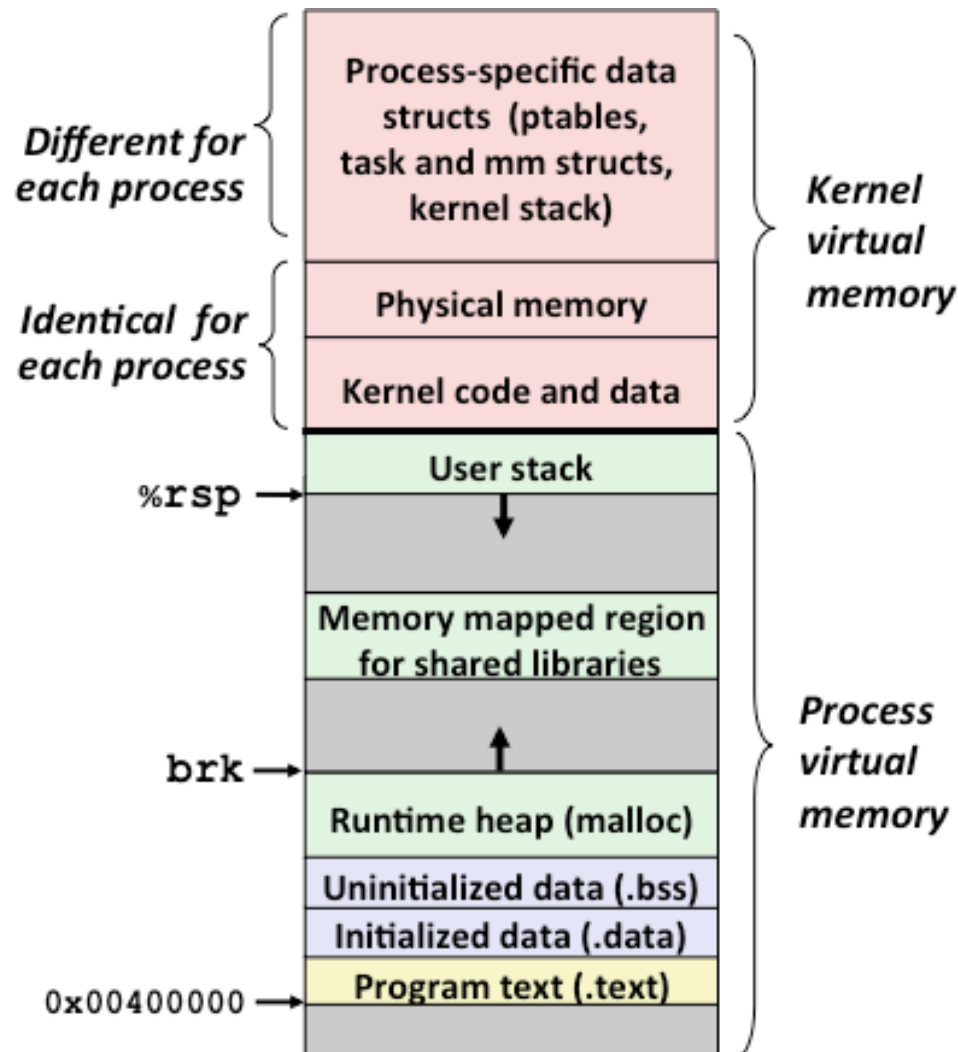 Process-specific data
structs (ptables,
task and mm structs,
kernel stack)
Different for
each process
Kernel
virtual
memory
Physical memory
Identical for
each process
Kernel code and data
User stack
%rsp
Memory mapped region
for shared libraries
Process
virtual
memory
brk
Runtime heap (malloc)
Uninitialized data (.bss)
Initialized data (.data)
Program text (.text)
0x00400000